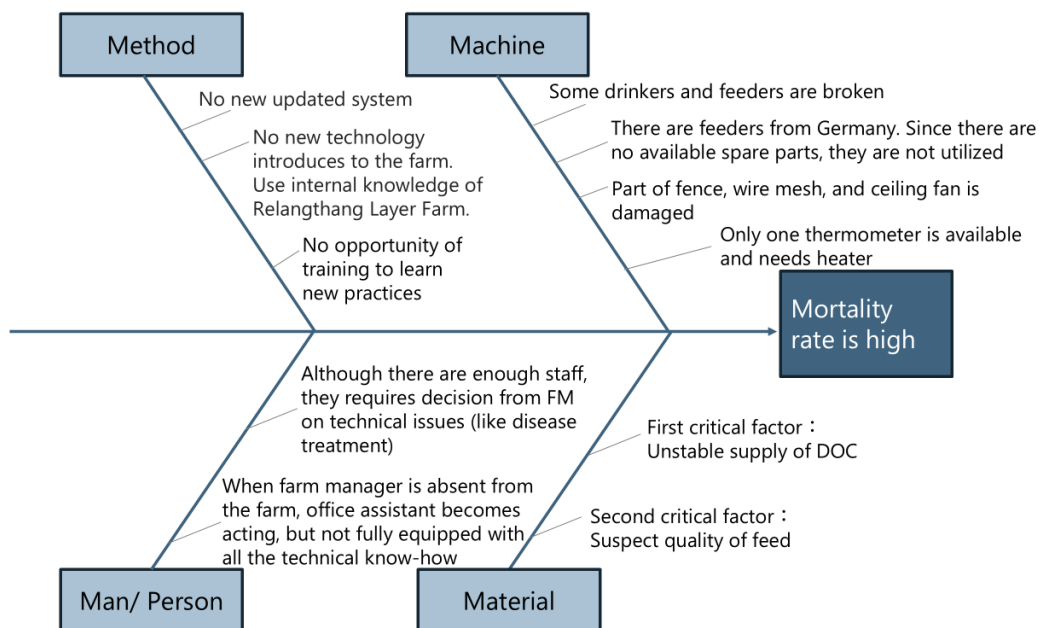 Method
Machine
No new updated system
No new technology
introduces to the farm.
Use internal knowledge of
Relangthang Layer Farm.
No opportunity of
training to learn
new practices
Some drinkers and feeders are broken
There are feeders from Germany. Since there are
no available spare parts, they are not utilized
Part of fence, wire mesh, and ceiling fan is
damaged
Only one thermometer is available
and needs heater
Mortality
rate is high
Although there are enough staff,
they requires decision from FM
on technical issues (like disease
treatment)
When farm manager is absent from
the farm, office assistant becomes
acting, but not fully equipped with
all the technical know-how
First critical factor：
Unstable supply of DOC
Second critical factor：
Suspect quality of feed
Man/ Person
Material